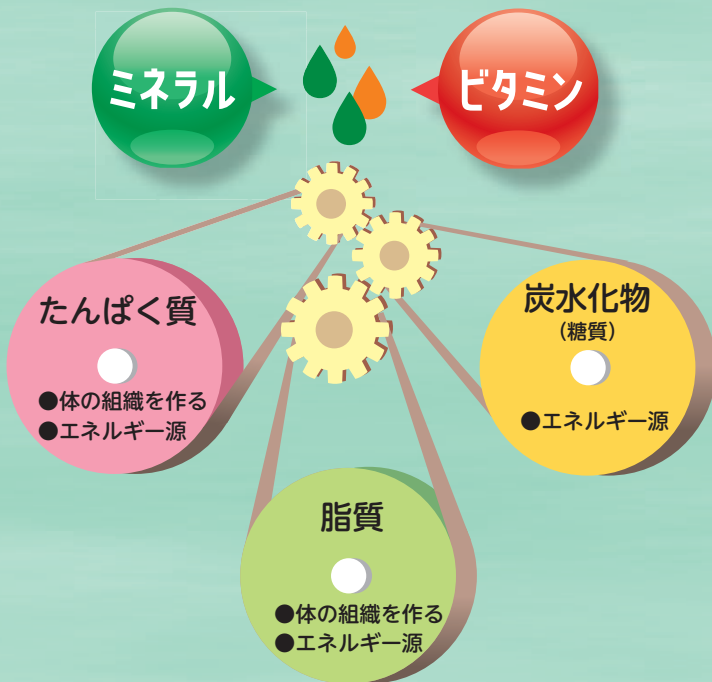 ミネラル
ビタミン
たんぱく質
●体の組織を作る
●エネルギー源
炭水化物
(糖質)
●エネルギー源
脂質
●体の組織を作る
●エネルギー源